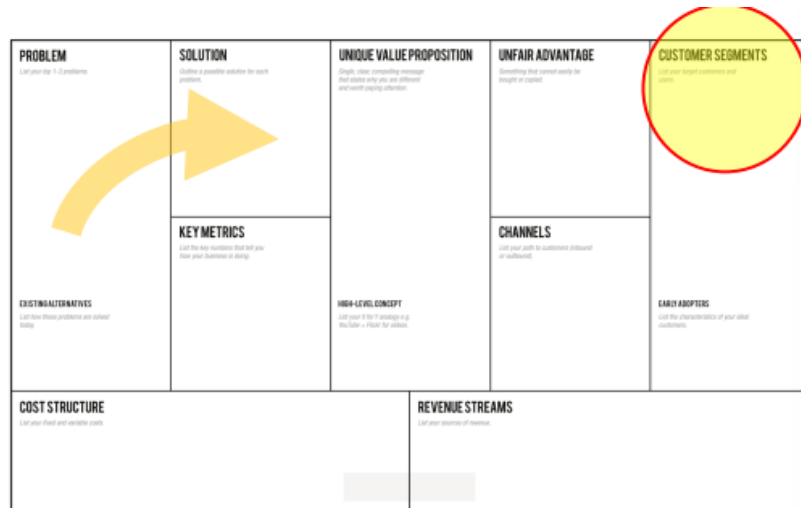 PROBLEM
List your top 1-3 problems.
EXISTING ALTERNATIVES
List how these problems are solved
today.
SOLUTION
Outline a possible solution for each
problem.
KEY METRICS
List the key numbers that tell you
how your business is doing.
UNIQUE VALUE PROPOSITION
Single, clear, compelling message
that states why you are different
and worth paying attention.
HIGH-LEVEL CONCEPT
List your X for Y analogy e.g.
YouTube = Flickr for videos.
UNFAIR ADVANTAGE
Something that cannot easily be
bought or copied.
CHANNELS
List your path to customers (inbound
or outbound).
CUSTOMER SEGMENTS
List your target customers and
users.
EARLY ADOPTERS
List the characteristics of your ideal
customers.
COST STRUCTURE
List your fixed and variable costs.
REVENUE STREAMS
List your sources of revenue.